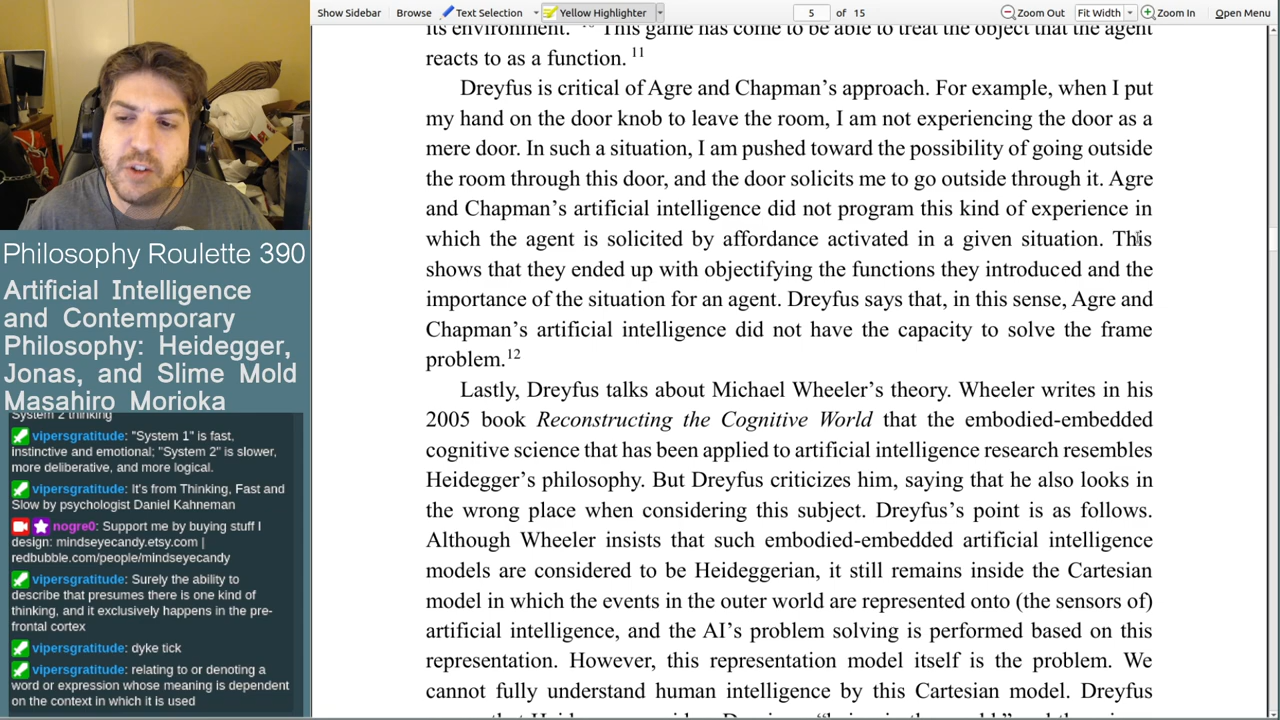 Show Sidebar Browse Text Selection Yellow Highlighter 5 of 15 Zoom Out Fit Width Zoom In Open Menu
its environment. This game has come to be able to treat the object that the agent
reacts to as a function. 11
Dreyfus is critical of Agre and Chapman's approach. For example, when I put
my hand on the door knob to leave the room, I am not experiencing the door as a
mere door. In such a situation, I am pushed toward the possibility of going outside
the room through this door, and the door solicits me to go outside through it. Agre
and Chapman's artificial intelligence did not program this kind of experience in
which the agent is solicited by affordance activated in a given situation. This
shows that they ended up with objectifying the functions they introduced and the
importance of the situation for an agent. Dreyfus says that, in this sense, Agre and
Chapman's artificial intelligence did not have the capacity to solve the frame
problem.12
Lastly, Dreyfus talks about Michael Wheeler's theory. Wheeler writes in his
2005 book Reconstructing the Cognitive World that the embodied-embedded
cognitive science that has been applied to artificial intelligence research resembles
Heidegger's philosophy. But Dreyfus criticizes him, saying that he also looks in
the wrong place when considering this subject. Dreyfus's point is as follows.
Although Wheeler insists that such embodied-embedded artificial intelligence
models are considered to be Heideggerian, it still remains inside the Cartesian
model in which the events in the outer world are represented onto (the sensors of)
artificial intelligence, and the AI's problem solving is performed based on this
representation. However, this representation model itself is the problem. We
cannot fully understand human intelligence by this Cartesian model. Dreyfus
Philosophy Roulette 390
Artificial Intelligence
and Contemporary
Philosophy: Heidegger,
Jonas, and Slime Mold
Masahiro Morioka
System 2 thinking
vipersgratitude: "System 1" is fast,
instinctive and emotional; "System 2" is slower,
more deliberative, and more logical.
vipersgratitude: It's from Thinking, Fast and
Slow by psychologist Daniel Kahneman
nogre0: Support me by buying stuff I
design: mindseyecandy.etsy.com |
redbubble.com/people/mindseyecandy
vipersgratitude: Surely the ability to
describe that presumes there is one kind of
thinking, and it exclusively happens in the pre-
frontal cortex
vipersgratitude: dyke tick
vipersgratitude: relating to or denoting a
word or expression whose meaning is dependent
on the context in which it is used